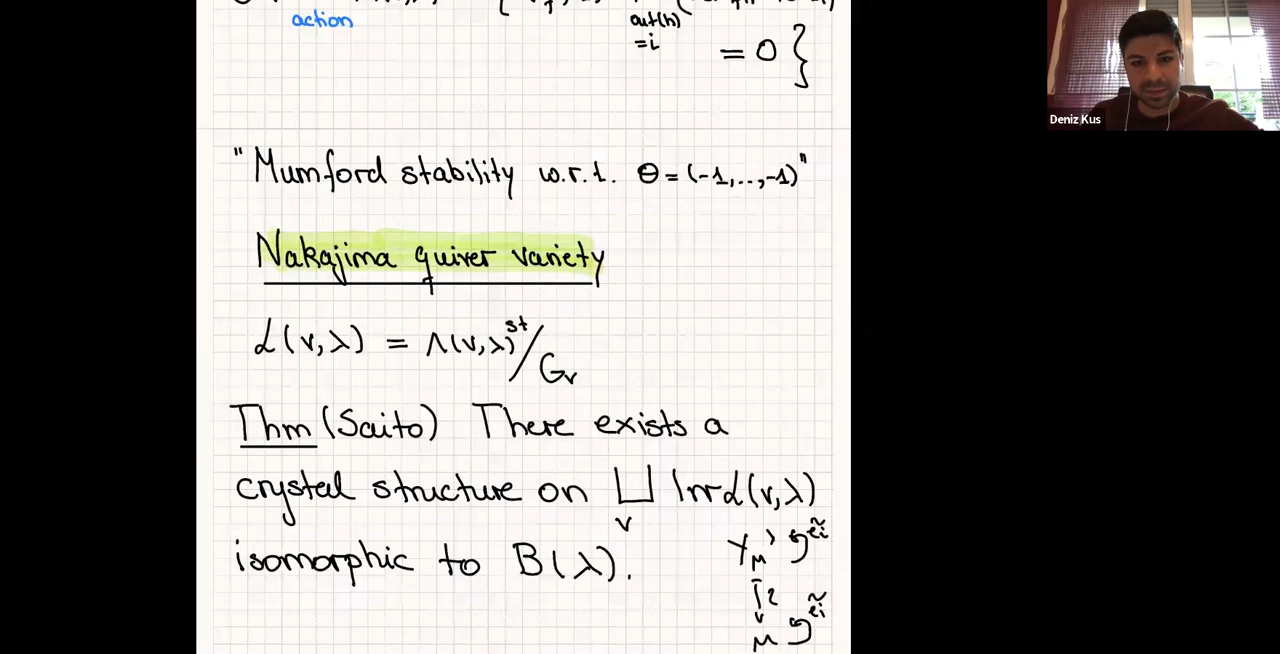 action
out(h)
=i
= 0 }
"Mumford stability w.r.t. Θ = (-1,..,-1)"
Nakajima quiver variety
𝓛(v,λ) = Λ(v,λ)^st / G_v
Thm (Saito) There exists a
crystal structure on ⊔_v Irr 𝓛(v,λ)
isomorphic to B(λ).
Deniz Kus